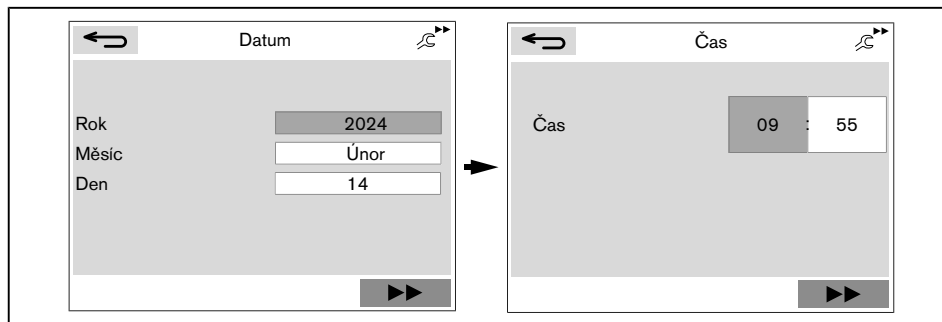 Datum
Rok 2024
Měsíc Únor
Den 14
Čas
Čas 09 : 55